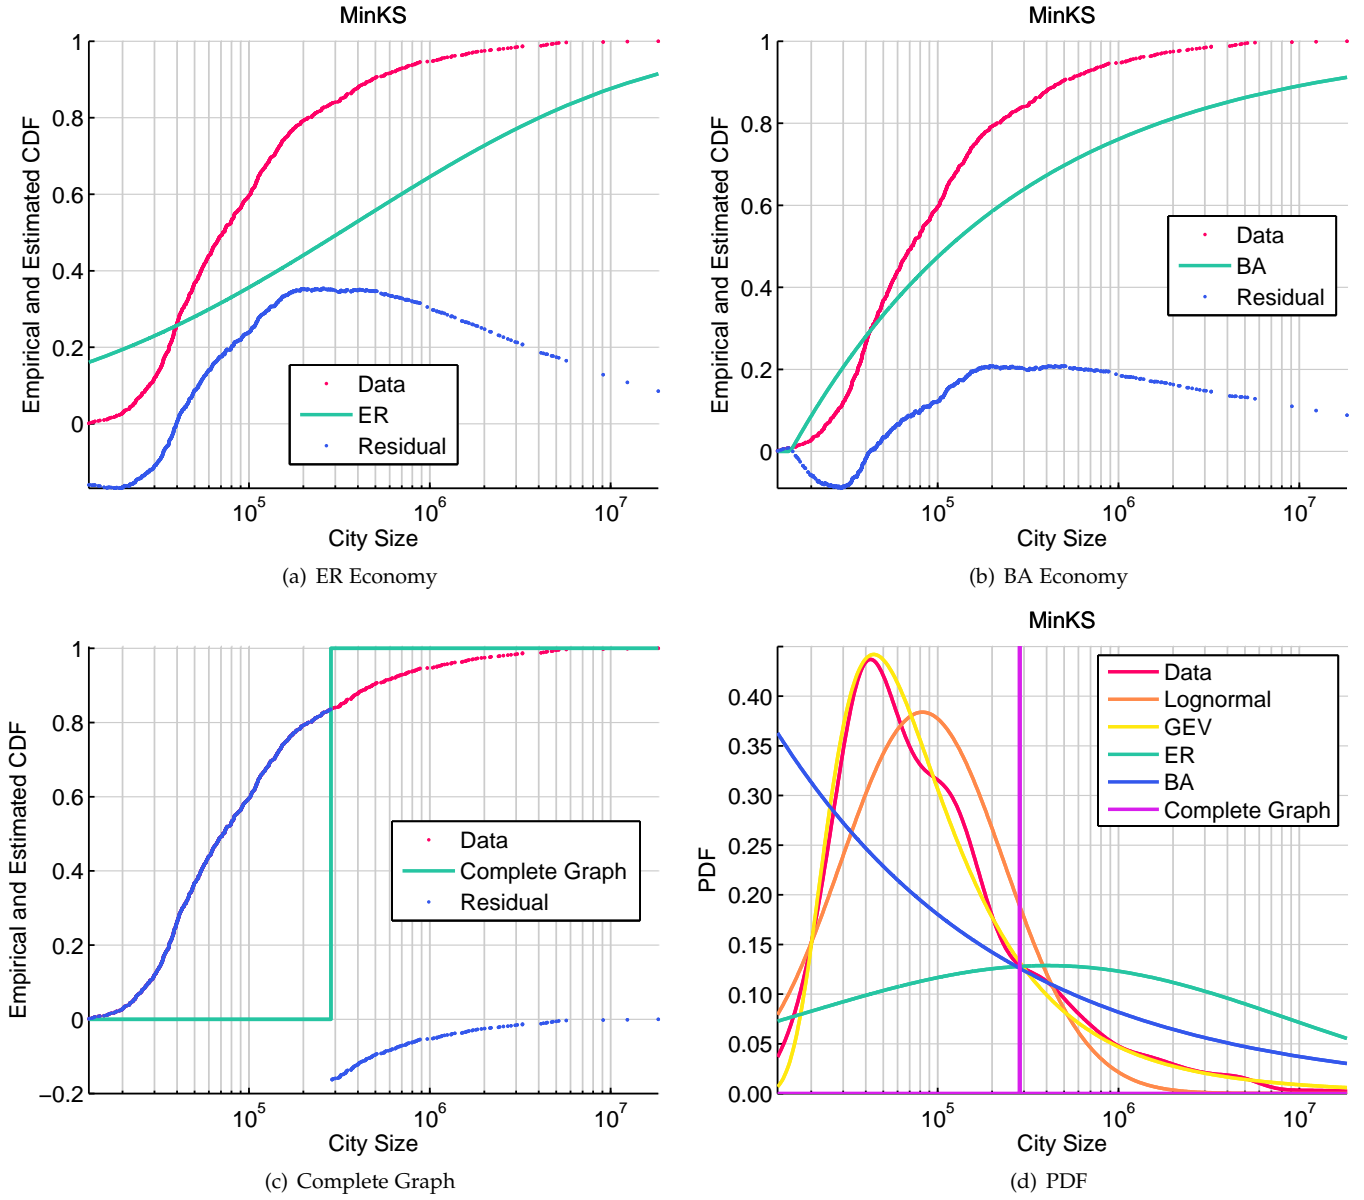 MinKS
Empirical and Estimated CDF
1
0.8
0.6
0.4
0.2
0
Data
ER
Residual
10^5
10^6
10^7
City Size
(a) ER Economy
MinKS
Empirical and Estimated CDF
1
0.8
0.6
0.4
0.2
0
Data
BA
Residual
10^5
10^6
10^7
City Size
(b) BA Economy
Empirical and Estimated CDF
1
0.8
0.6
0.4
0.2
0
−0.2
Data
Complete Graph
Residual
10^5
10^6
10^7
City Size
(c) Complete Graph
MinKS
PDF
0.40
0.35
0.30
0.25
0.20
0.15
0.10
0.05
0.00
Data
Lognormal
GEV
ER
BA
Complete Graph
10^5
10^6
10^7
City Size
(d) PDF